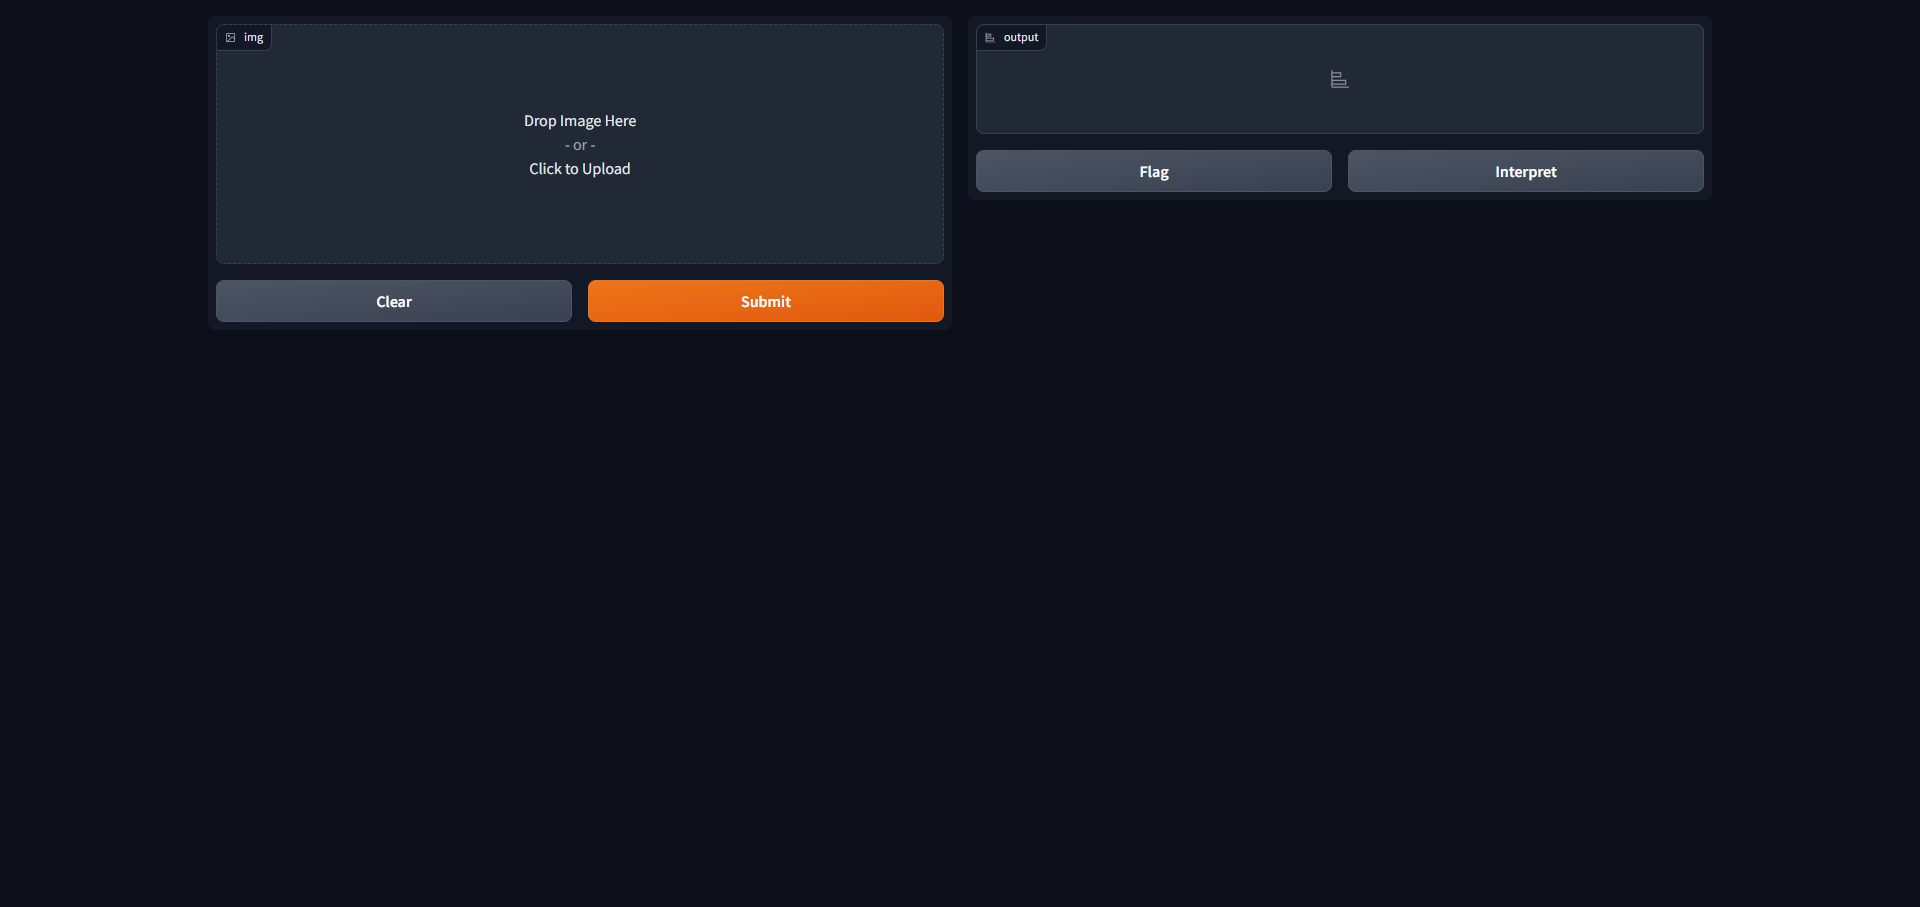 img
Drop Image Here
- or -
Click to Upload
Clear
Submit
output
Flag
Interpret